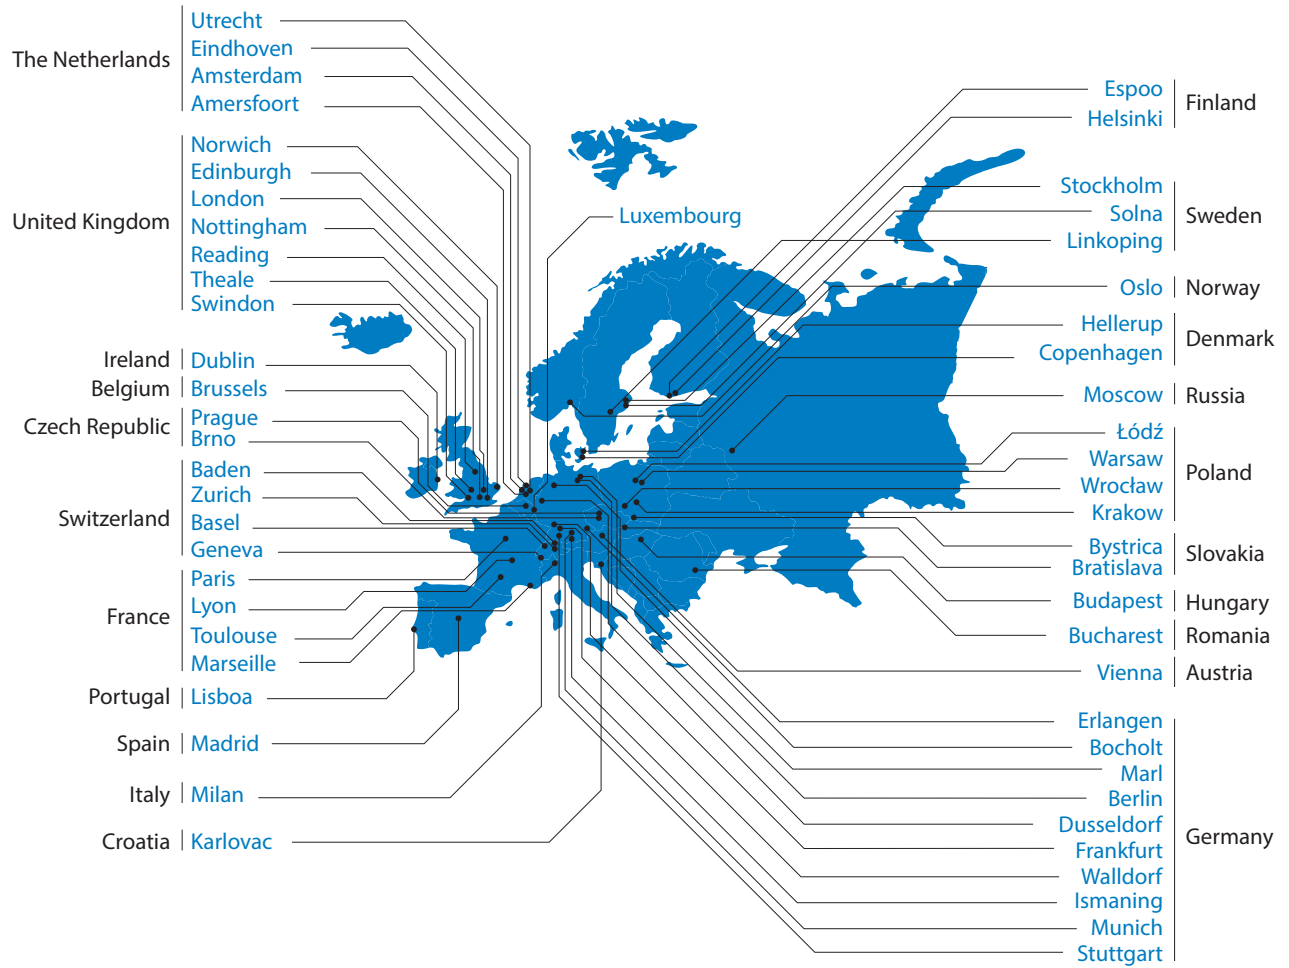 The Netherlands
Utrecht
Eindhoven
Amsterdam
Amersfoort
United Kingdom
Norwich
Edinburgh
London
Nottingham
Reading
Theale
Swindon
Ireland
Dublin
Belgium
Brussels
Czech Republic
Prague
Brno
Switzerland
Baden
Zurich
Basel
Geneva
France
Paris
Lyon
Toulouse
Marseille
Portugal
Lisboa
Spain
Madrid
Italy
Milan
Croatia
Karlovac
Luxembourg
Espoo
Helsinki
Finland
Stockholm
Solna
Linkoping
Sweden
Oslo
Norway
Hellerup
Copenhagen
Denmark
Moscow
Russia
Łódź
Warsaw
Wrocław
Krakow
Poland
Bystrica
Bratislava
Slovakia
Budapest
Hungary
Bucharest
Romania
Vienna
Austria
Erlangen
Bocholt
Marl
Berlin
Dusseldorf
Frankfurt
Walldorf
Ismaning
Munich
Stuttgart
Germany